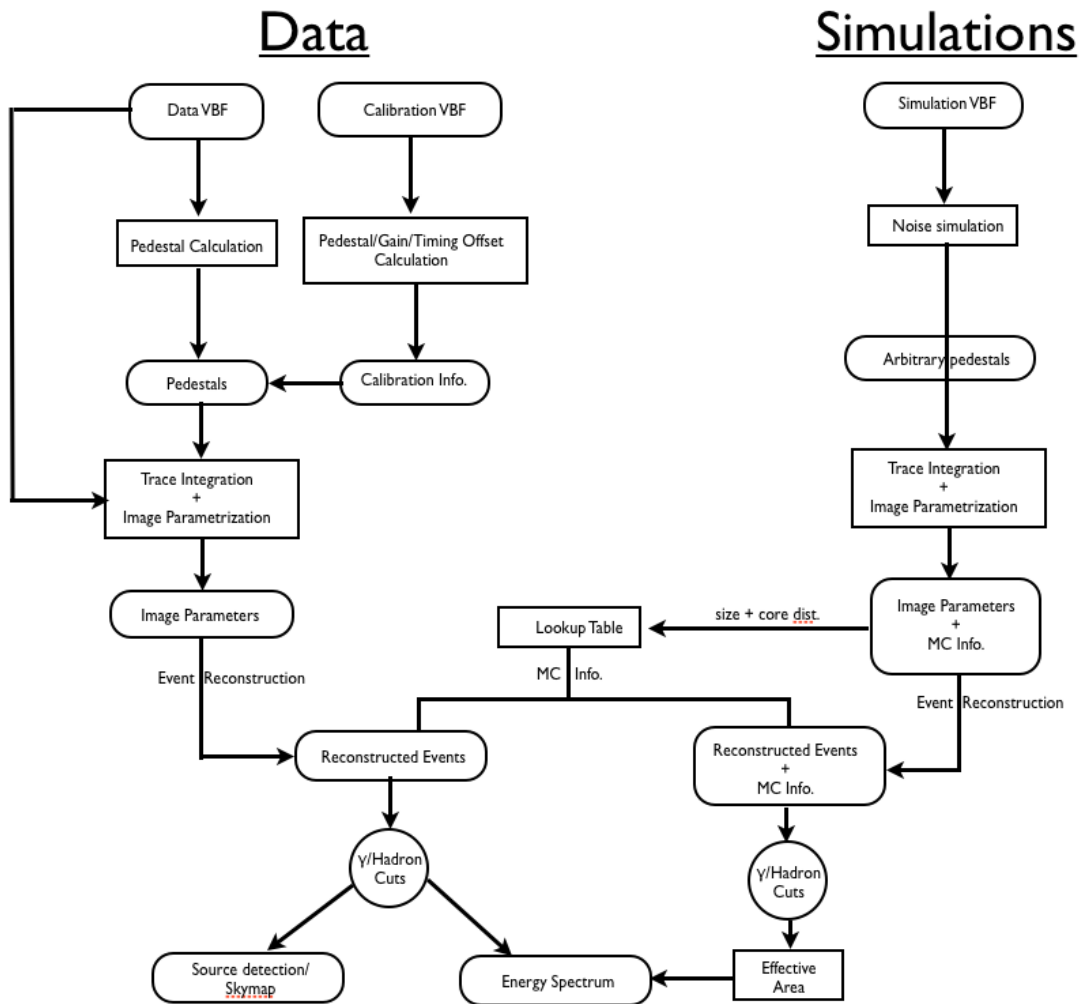 Data
Simulations
Data VBF
Calibration VBF
Simulation VBF
Pedestal Calculation
Pedestal/Gain/Timing Offset
Calculation
Noise simulation
Pedestals
Calibration Info.
Arbitrary pedestals
Trace Integration
+
Image Parametrization
Trace Integration
+
Image Parametrization
Image Parameters
Lookup Table
size + core dist.
Image Parameters
+
MC Info.
Event Reconstruction
MC Info.
Event Reconstruction
Reconstructed Events
Reconstructed Events
+
MC Info.
γ/Hadron
Cuts
γ/Hadron
Cuts
Source detection/
Skymap
Energy Spectrum
Effective
Area